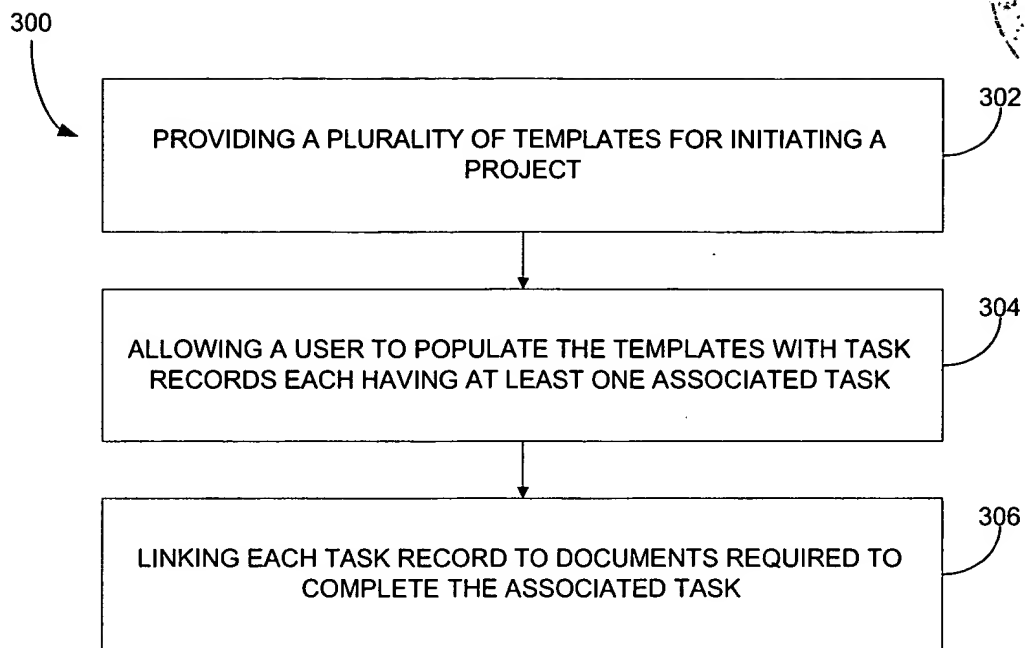 300
302
PROVIDING A PLURALITY OF TEMPLATES FOR INITIATING A
PROJECT
304
ALLOWING A USER TO POPULATE THE TEMPLATES WITH TASK
RECORDS EACH HAVING AT LEAST ONE ASSOCIATED TASK
306
LINKING EACH TASK RECORD TO DOCUMENTS REQUIRED TO
COMPLETE THE ASSOCIATED TASK